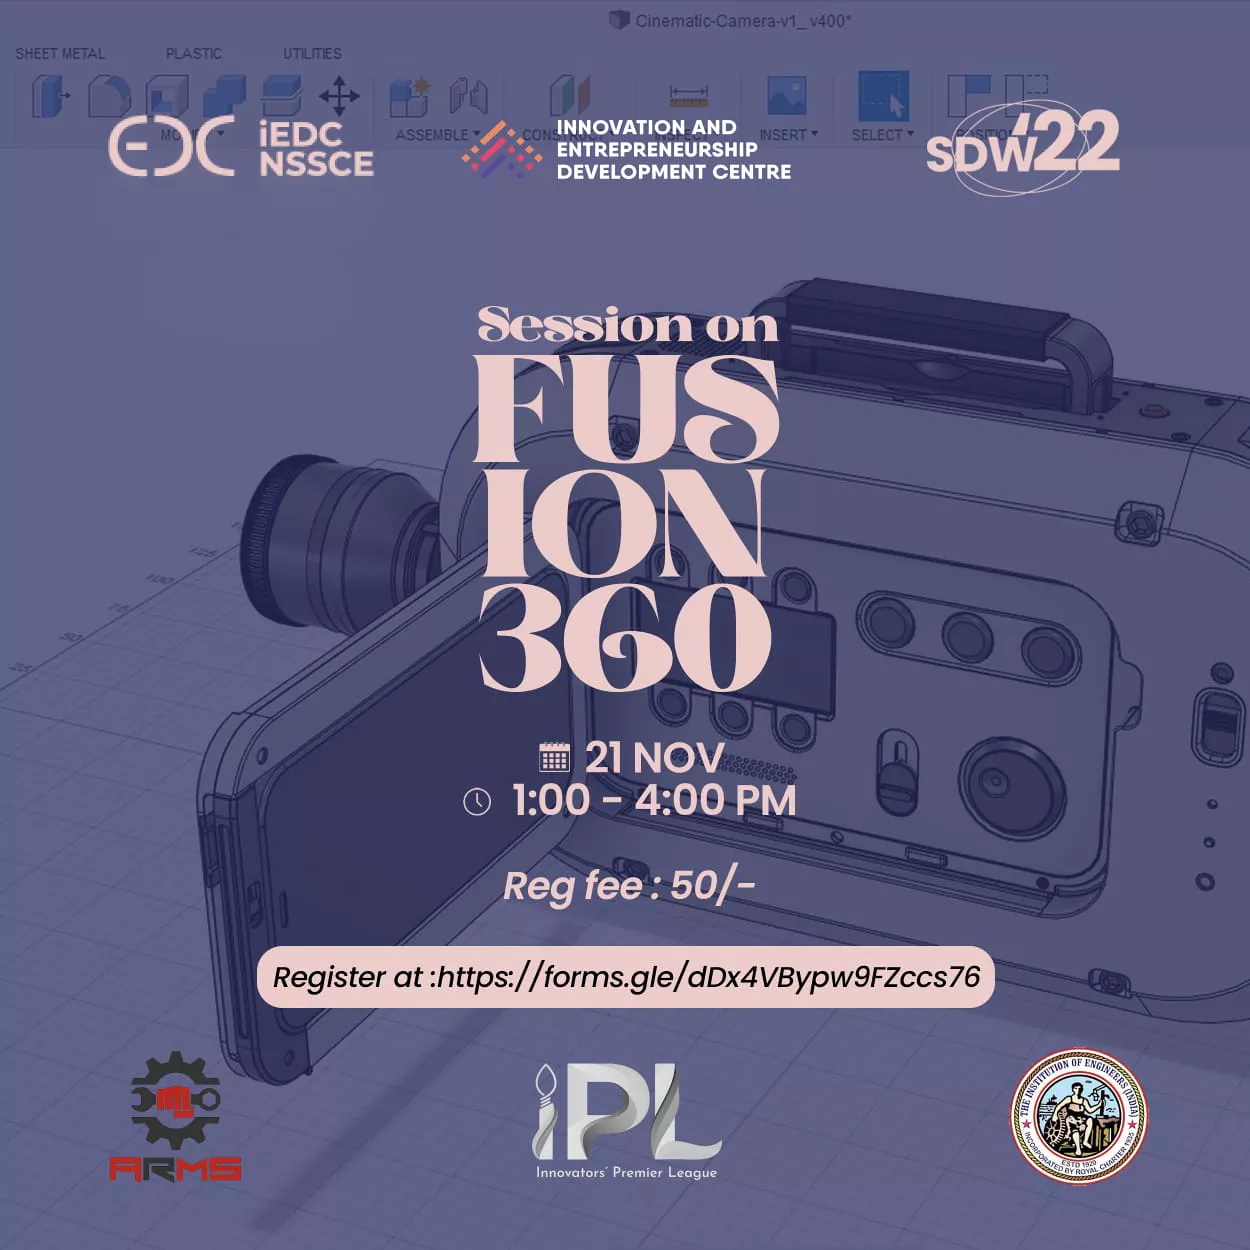 Cinematic-Camera-v1_ v400*
SHEET METAL
PLASTIC
UTILITIES
ASSEMBLE
INSERT
SELECT
iEDC
NSSCE
INNOVATION AND
ENTREPRENEURSHIP
DEVELOPMENT CENTRE
SDW'22
Session on
FUS
ION
360
21 NOV
1:00 - 4:00 PM
Reg fee : 50/-
Register at :https://forms.gle/dDx4VBypw9FZccs76
ARMS
iPL
Innovators' Premier League
THE INSTITUTION OF ENGINEERS (INDIA)
ESTD 1920
INCORPORATED BY ROYAL CHARTER 1935